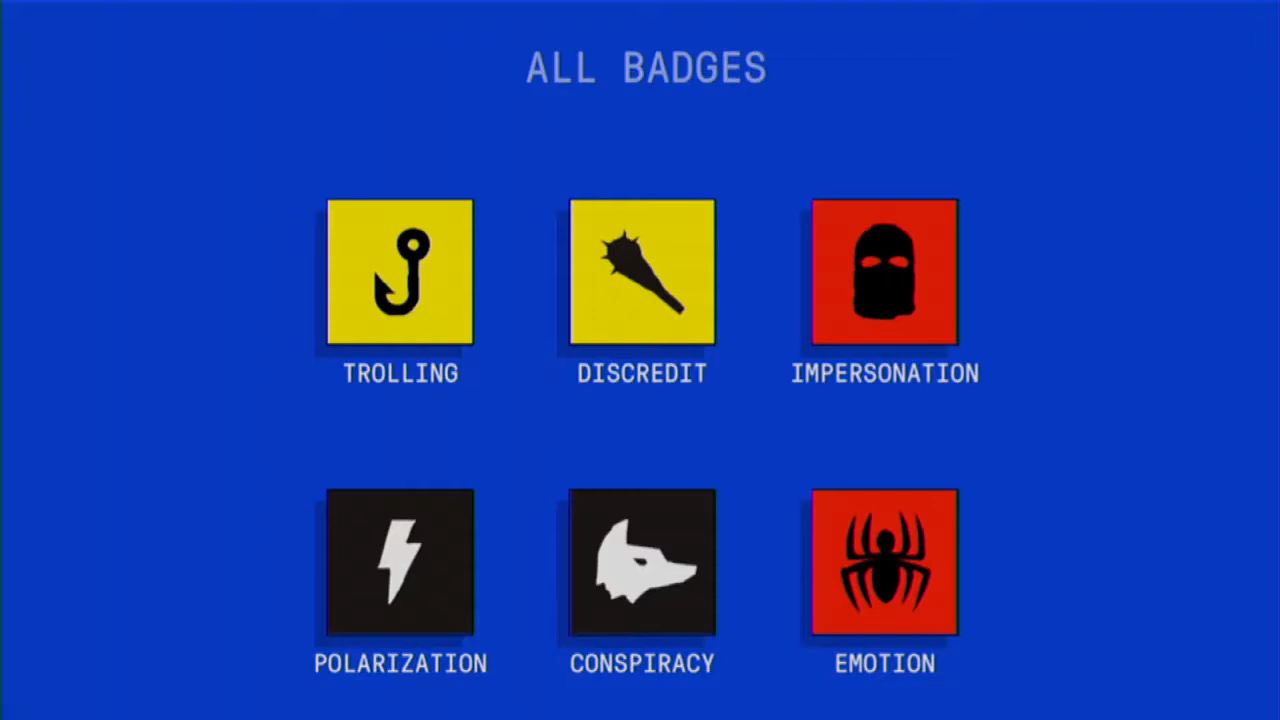 ALL BADGES
TROLLING
DISCREDIT
IMPERSONATION
POLARIZATION
CONSPIRACY
EMOTION